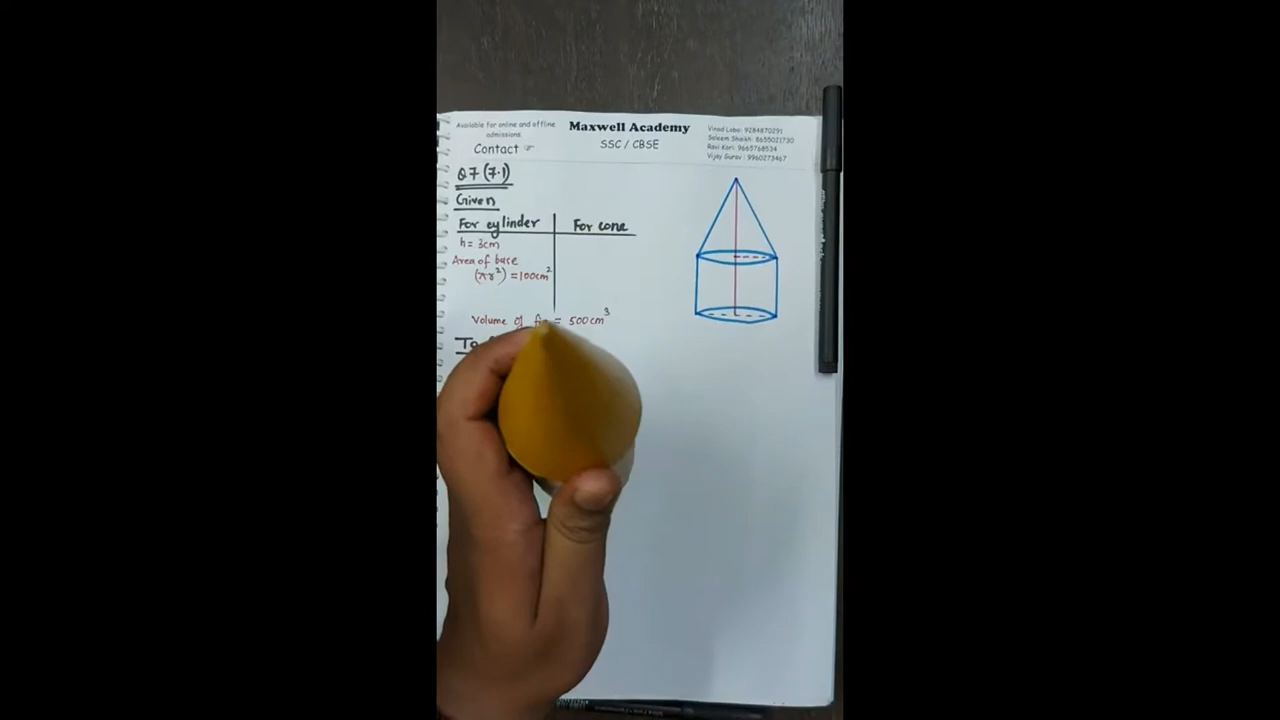 Available for online and offline
admissions.
Contact ☞
Maxwell Academy
SSC / CBSE
Vinod Lobo: 9284870291
Saleem Shaikh: 8655021730
Ravi Kori: 9665768534
Vijay Gurav : 9960273467
Q7 (7.1)
Given
For cylinder
For cone
h = 3cm
Area of base
(πr²) = 100cm²
Volume of = 500cm³